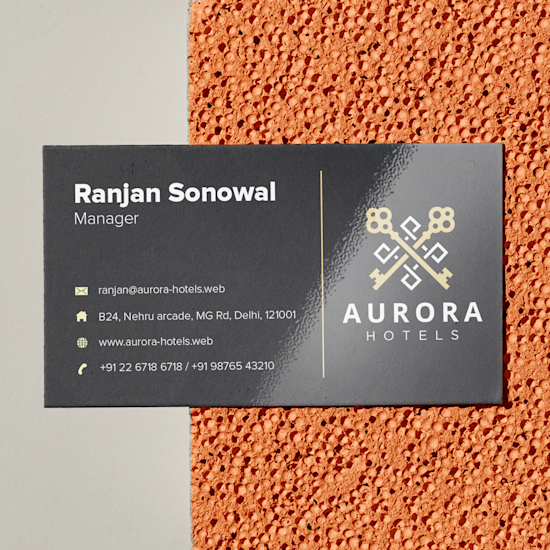 Ranjan Sonowal
Manager
ranjan@aurora-hotels.web
B24, Nehru arcade, MG Rd, Delhi, 121001
www.aurora-hotels.web
+91 22 6718 6718 / +91 98765 43210
AURORA
HOTELS